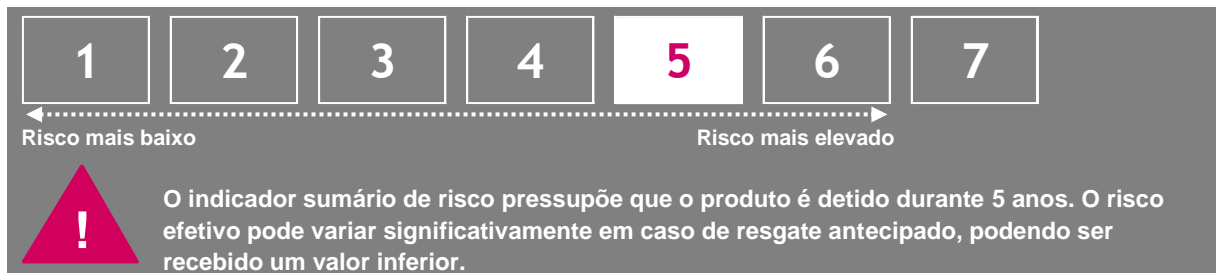 1 2 3 4 5 6 7
Risco mais baixo Risco mais elevado
!
O indicador sumário de risco pressupõe que o produto é detido durante 5 anos. O risco
efetivo pode variar significativamente em caso de resgate antecipado, podendo ser
recebido um valor inferior.